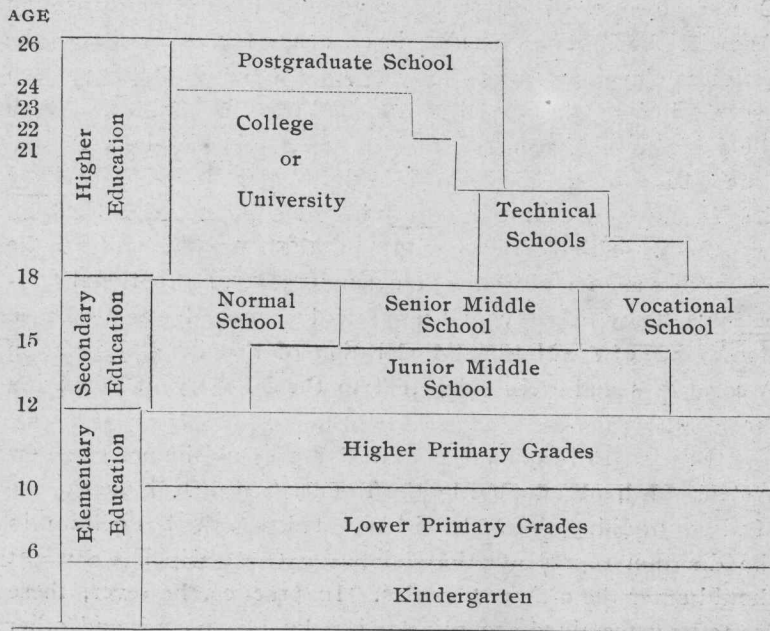 AGE
26
Postgraduate School
24
23
22
21
College
or
University
Higher
Education
Technical
Schools
18
Normal
School
Senior Middle
School
Vocational
School
15
Secondary
Education
Junior Middle
School
12
Higher Primary Grades
Elementary
Education
10
Lower Primary Grades
6
Kindergarten